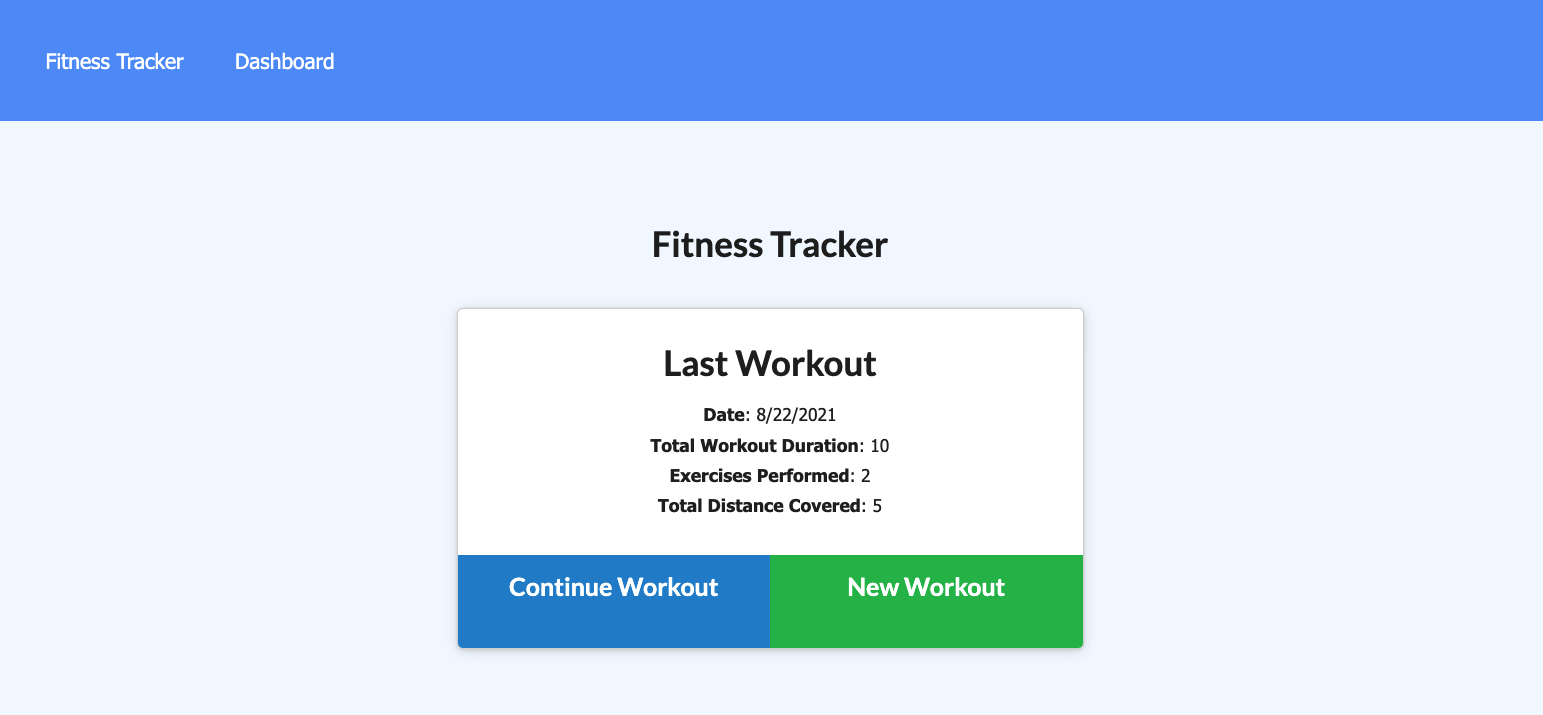 Fitness Tracker Dashboard
Fitness Tracker
Last Workout
Date: 8/22/2021
Total Workout Duration: 10
Exercises Performed: 2
Total Distance Covered: 5
Continue Workout New Workout